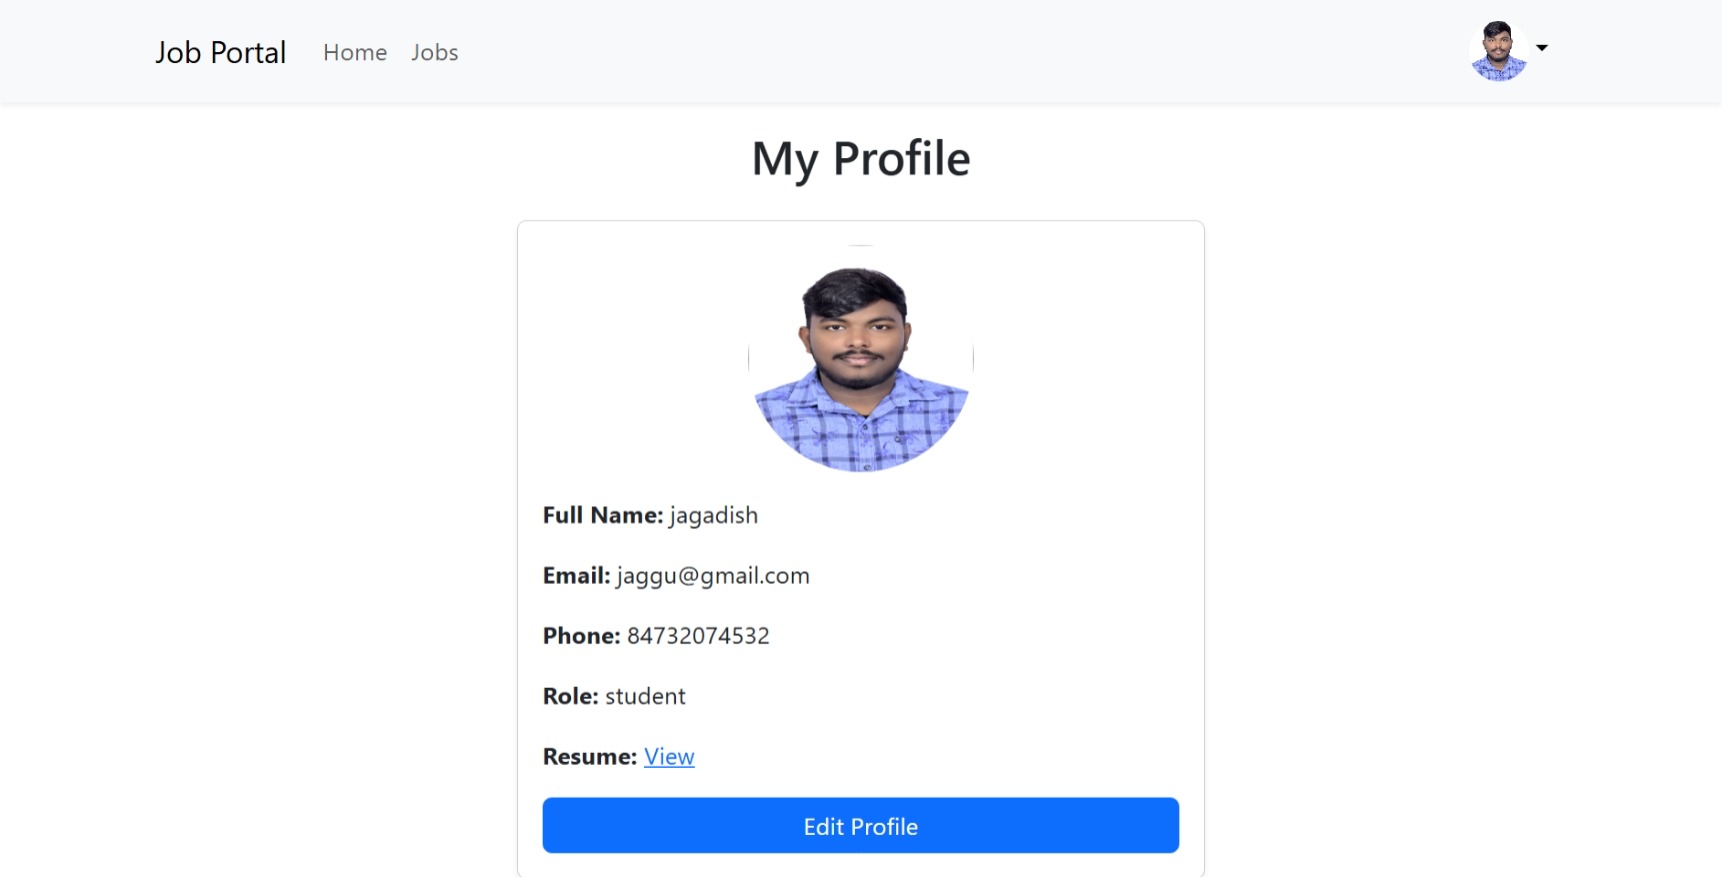 Job Portal Home Jobs
My Profile
Full Name: jagadish
Email: jaggu@gmail.com
Phone: 84732074532
Role: student
Resume: View
Edit Profile